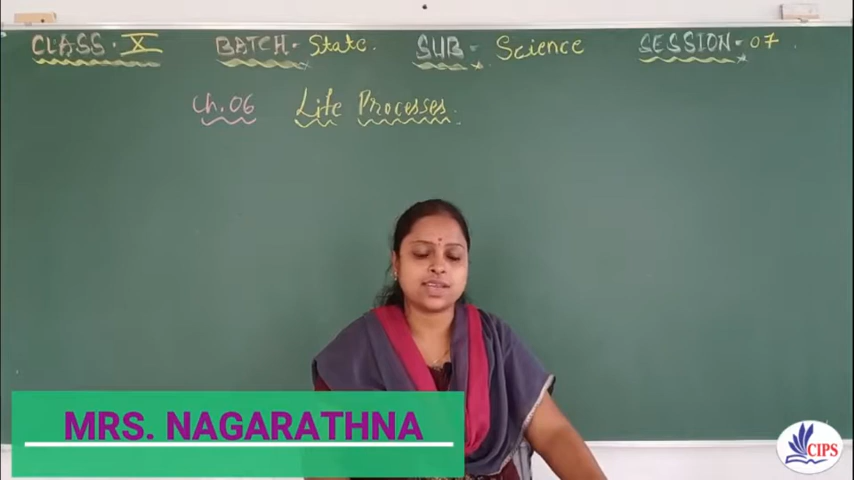 CLASS : X BATCH - State. SUB - Science SESSION - 07
Ch. 06 Life Processes.
MRS. NAGARATHNA
CIPS